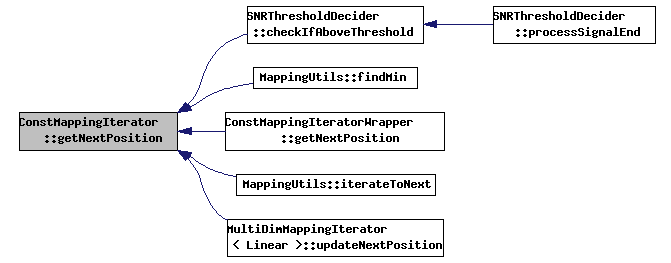 SNRThresholdDecider
::checkIfAboveThreshold
SNRThresholdDecider
::processSignalEnd
MappingUtils::findMin
ConstMappingIterator
::getNextPosition
ConstMappingIteratorWrapper
::getNextPosition
MappingUtils::iterateToNext
MultiDimMappingIterator
< Linear >::updateNextPosition